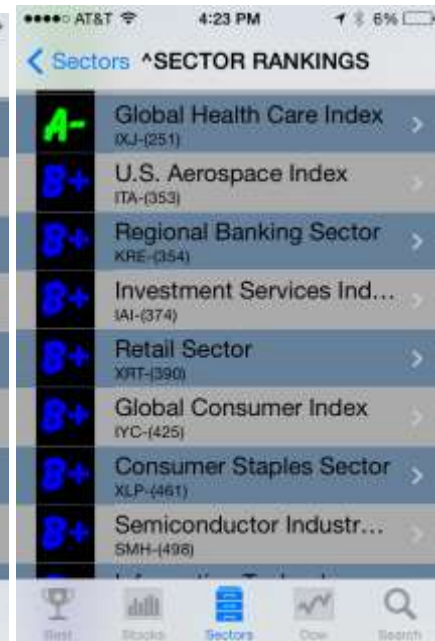 AT&T 4:23 PM 6%
Sectors ^SECTOR RANKINGS
A- Global Health Care Index
IXJ-(251)
B+ U.S. Aerospace Index
ITA-(353)
B+ Regional Banking Sector
KRE-(354)
B+ Investment Services Ind...
IAI-(374)
B+ Retail Sector
XRT-(390)
B+ Global Consumer Index
IYC-(425)
B+ Consumer Staples Sector
XLP-(461)
B+ Semiconductor Industr...
SMH-(498)
Best Stocks Sectors Dow Search